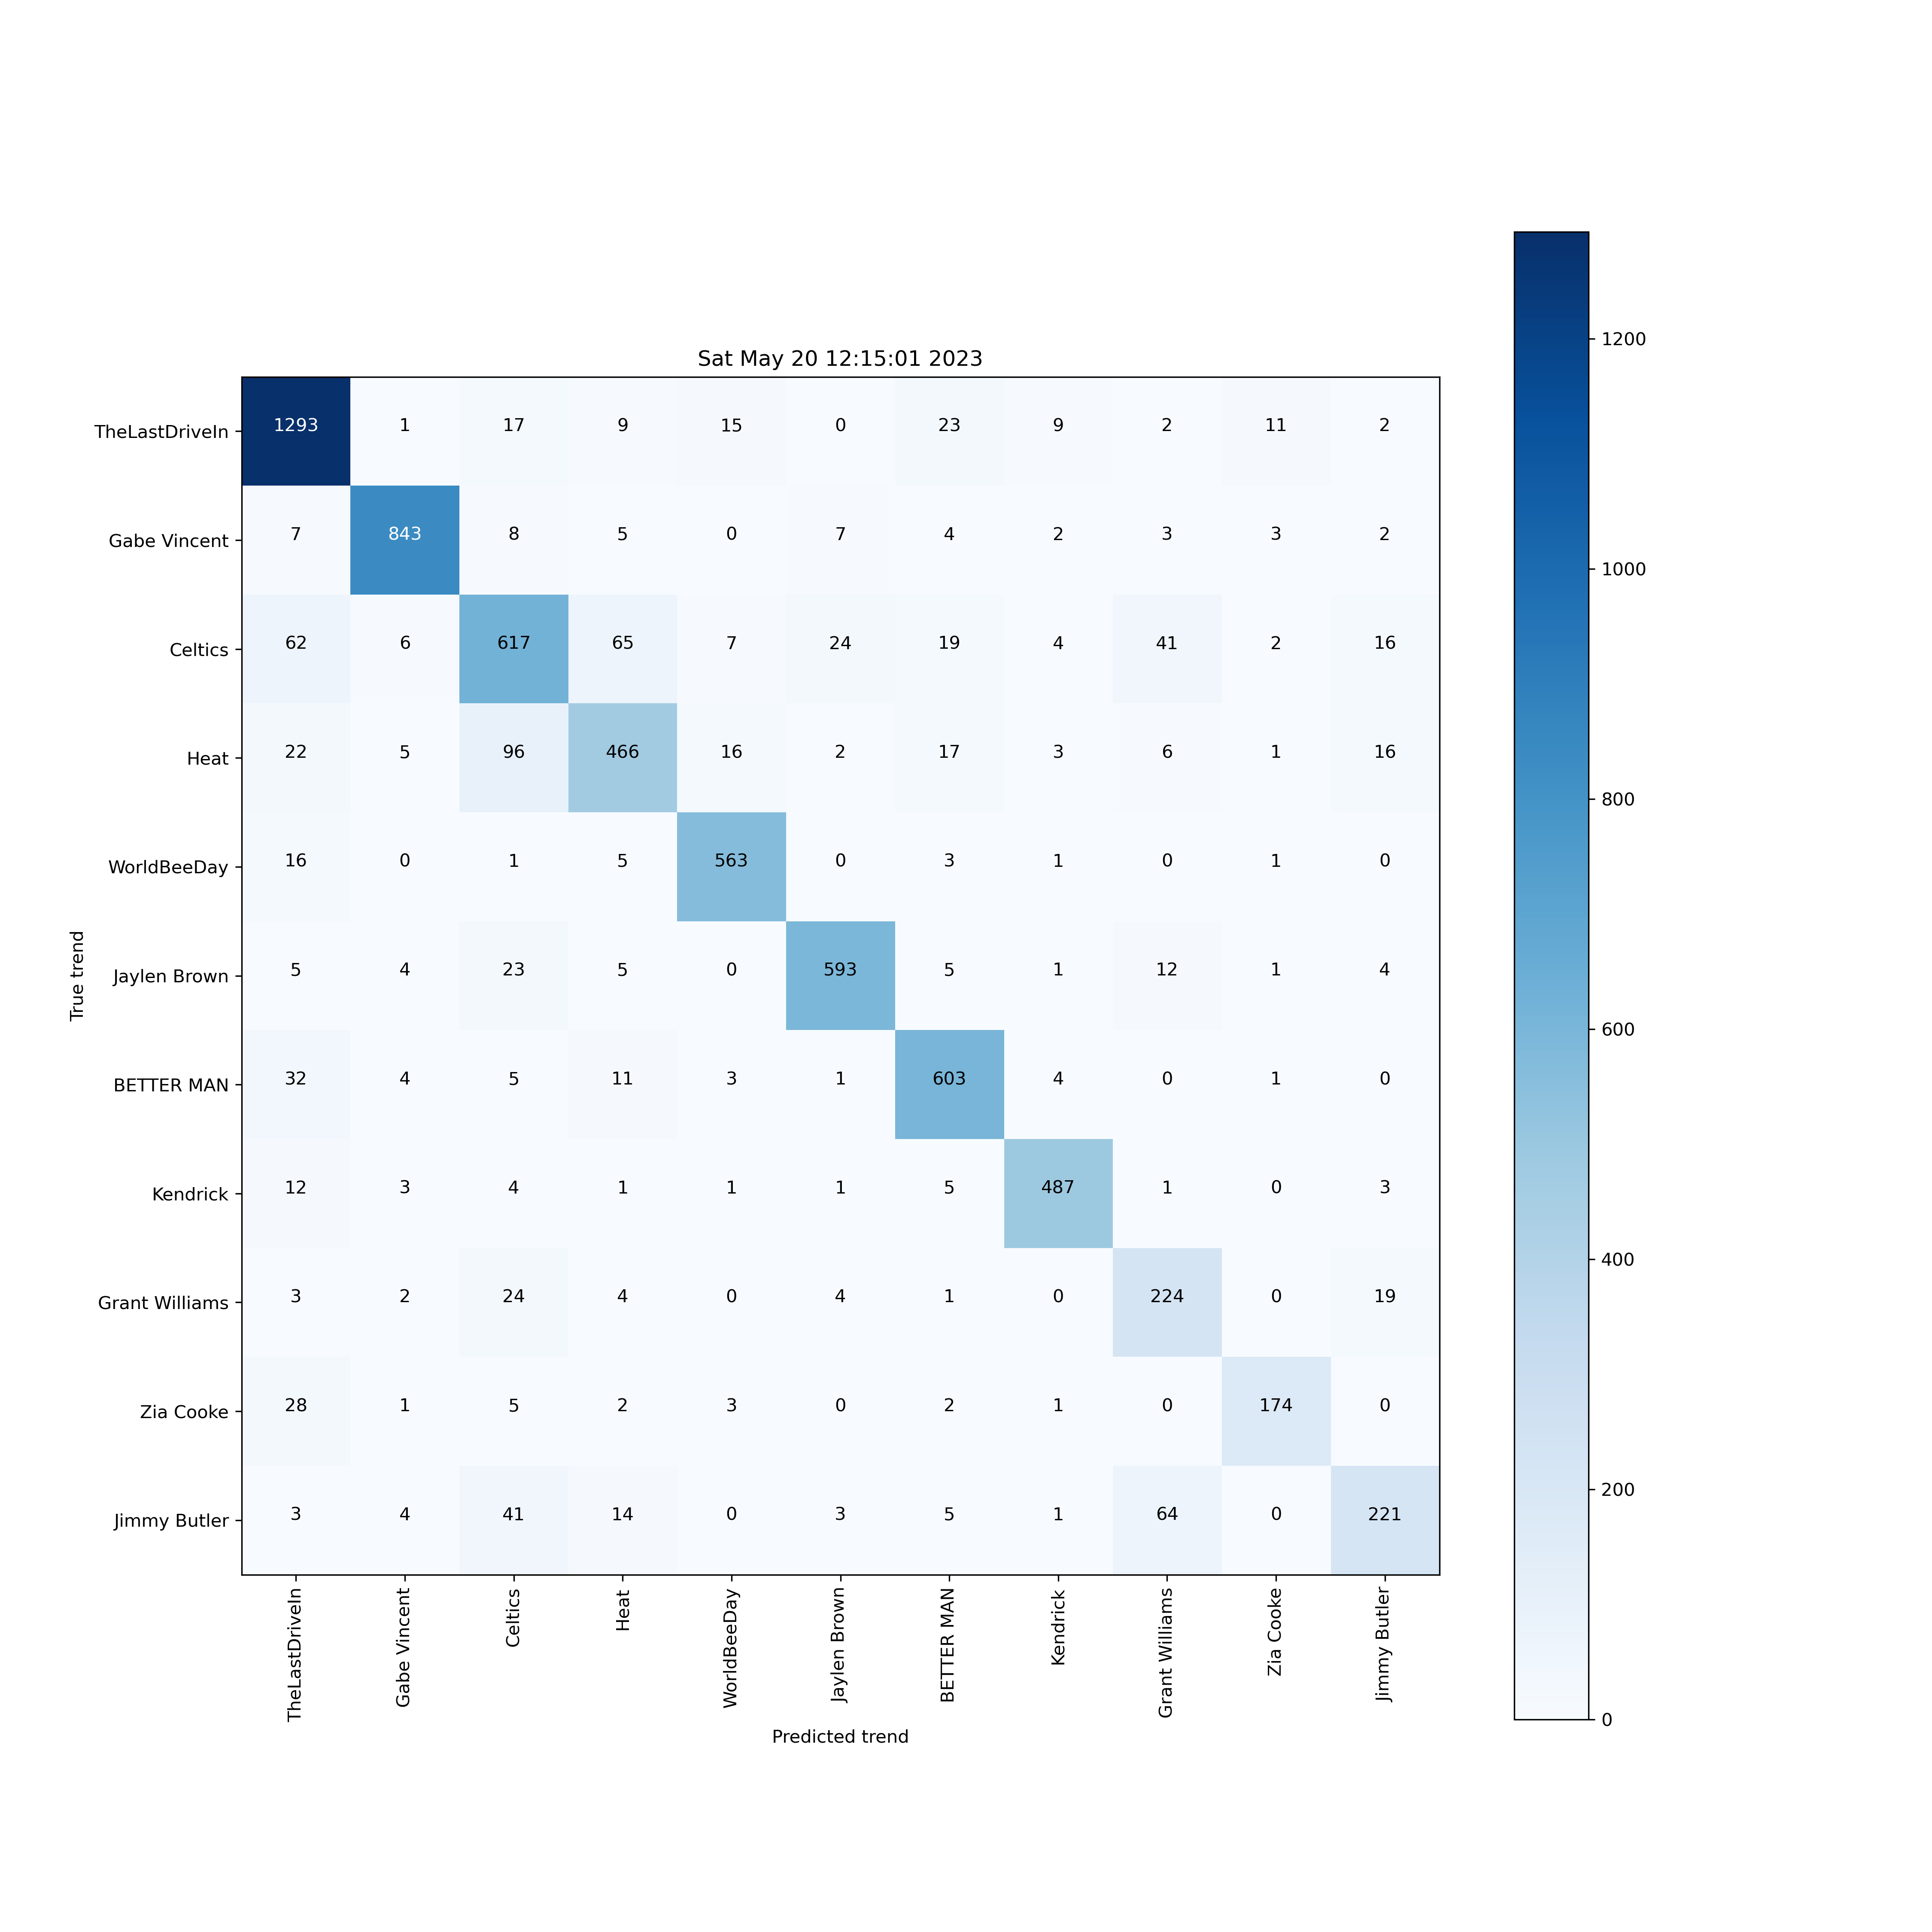 Sat May 20 12:15:01 2023
TheLastDriveIn 1293 1 17 9 15 0 23 9 2 11 2
Gabe Vincent 7 843 8 5 0 7 4 2 3 3 2
Celtics 62 6 617 65 7 24 19 4 41 2 16
Heat 22 5 96 466 16 2 17 3 6 1 16
WorldBeeDay 16 0 1 5 563 0 3 1 0 1 0
Jaylen Brown 5 4 23 5 0 593 5 1 12 1 4
BETTER MAN 32 4 5 11 3 1 603 4 0 1 0
Kendrick 12 3 4 1 1 1 5 487 1 0 3
Grant Williams 3 2 24 4 0 4 1 0 224 0 19
Zia Cooke 28 1 5 2 3 0 2 1 0 174 0
Jimmy Butler 3 4 41 14 0 3 5 1 64 0 221
True trend
TheLastDriveIn
Gabe Vincent
Celtics
Heat
WorldBeeDay
Jaylen Brown
BETTER MAN
Kendrick
Grant Williams
Zia Cooke
Jimmy Butler
Predicted trend
1200
1000
800
600
400
200
0